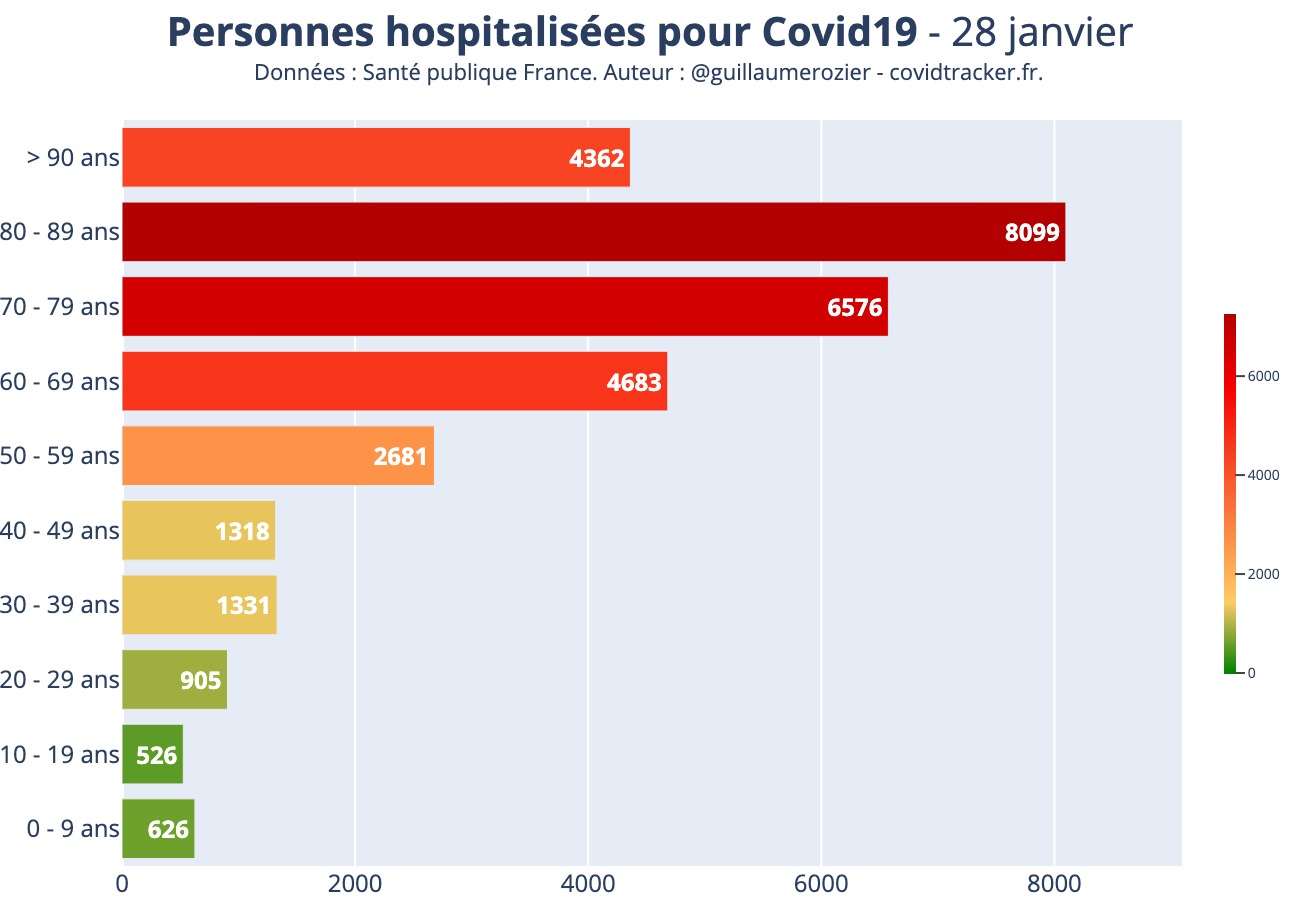 Personnes hospitalisées pour Covid19 - 28 janvier
Données : Santé publique France. Auteur : @guillaumerozier - covidtracker.fr.
> 90 ans 4362
80 - 89 ans 8099
70 - 79 ans 6576
60 - 69 ans 4683
50 - 59 ans 2681
40 - 49 ans 1318
30 - 39 ans 1331
20 - 29 ans 905
10 - 19 ans 526
0 - 9 ans 626
0 2000 4000 6000 8000
6000
4000
2000
0